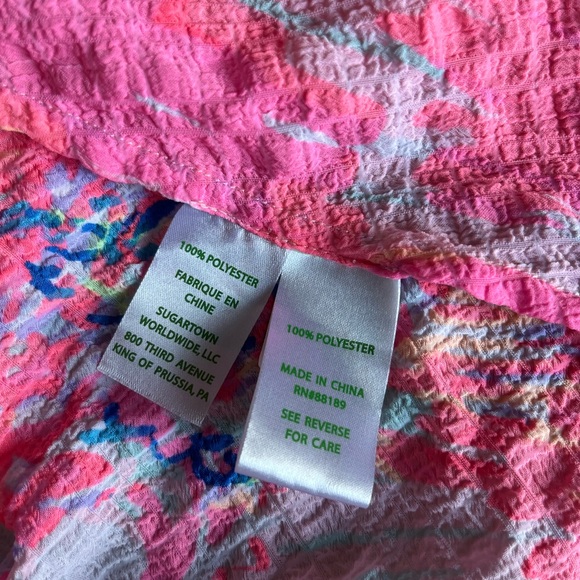 100% POLYESTER
FABRIQUE EN
CHINE
SUGARTOWN
WORLDWIDE, LLC
800 THIRD AVENUE
KING OF PRUSSIA, PA
100% POLYESTER
MADE IN CHINA
RN#88189
SEE REVERSE
FOR CARE